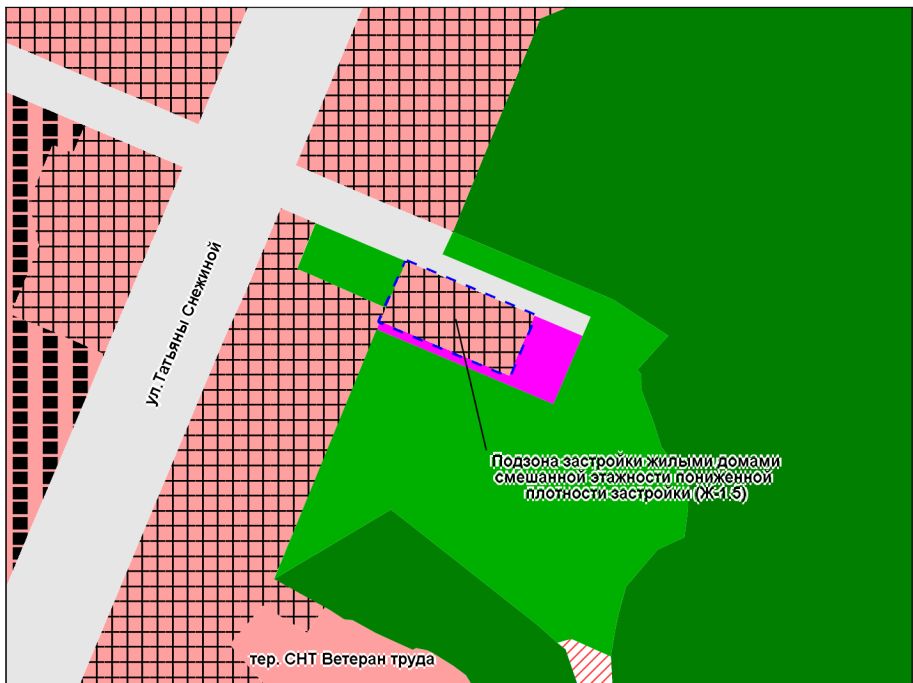 ул. Татьяны Снежиной
Подзона застройки жилыми домами
смешанной этажности пониженной
плотности застройки (Ж-1.5)
тер. СНТ Ветеран труда